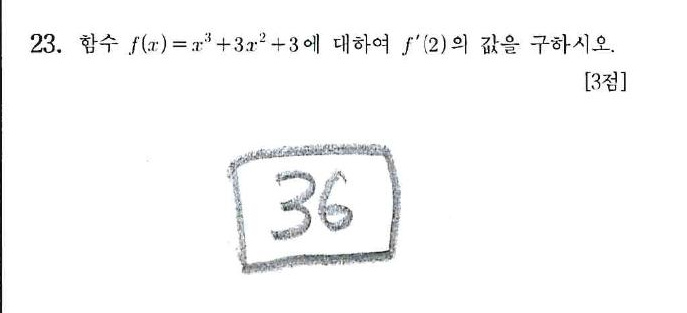 23. 함수 f(x)=x³+3x²+3에 대하여 f′(2)의 값을 구하시오.
[3점]
36